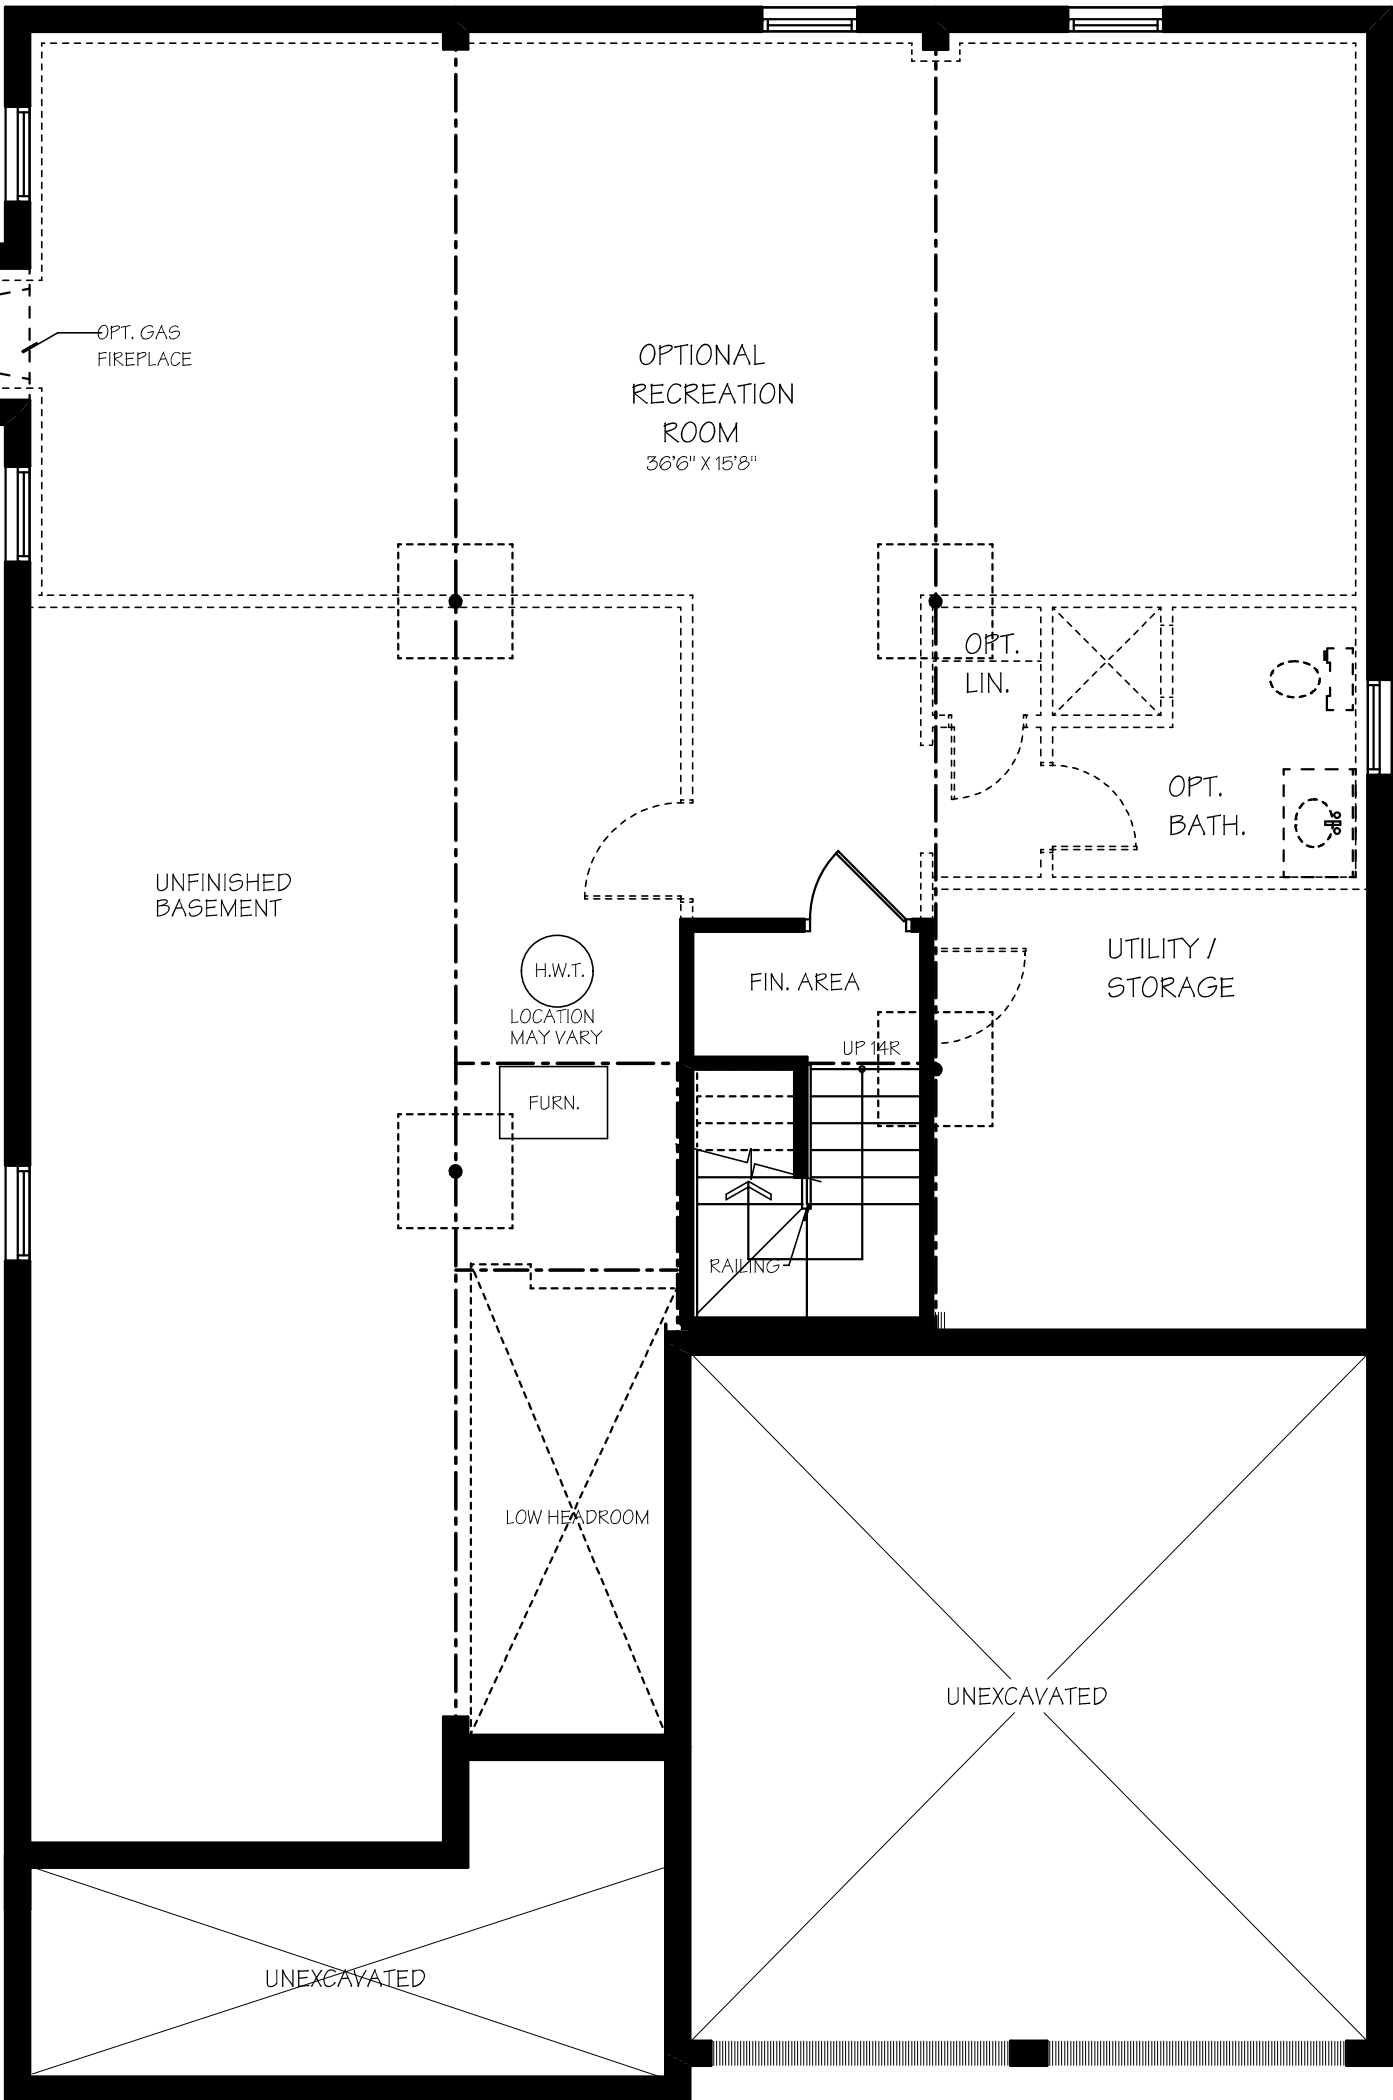 OPT. GAS
FIREPLACE
OPTIONAL
RECREATION
ROOM
36'6" X 15'8"
OPT.
LIN.
OPT.
BATH.
UNFINISHED
BASEMENT
H.W.T.
LOCATION
MAY VARY
FIN. AREA
UTILITY /
STORAGE
UP 14R
FURN.
RAILING
LOW HEADROOM
UNEXCAVATED
UNEXCAVATED